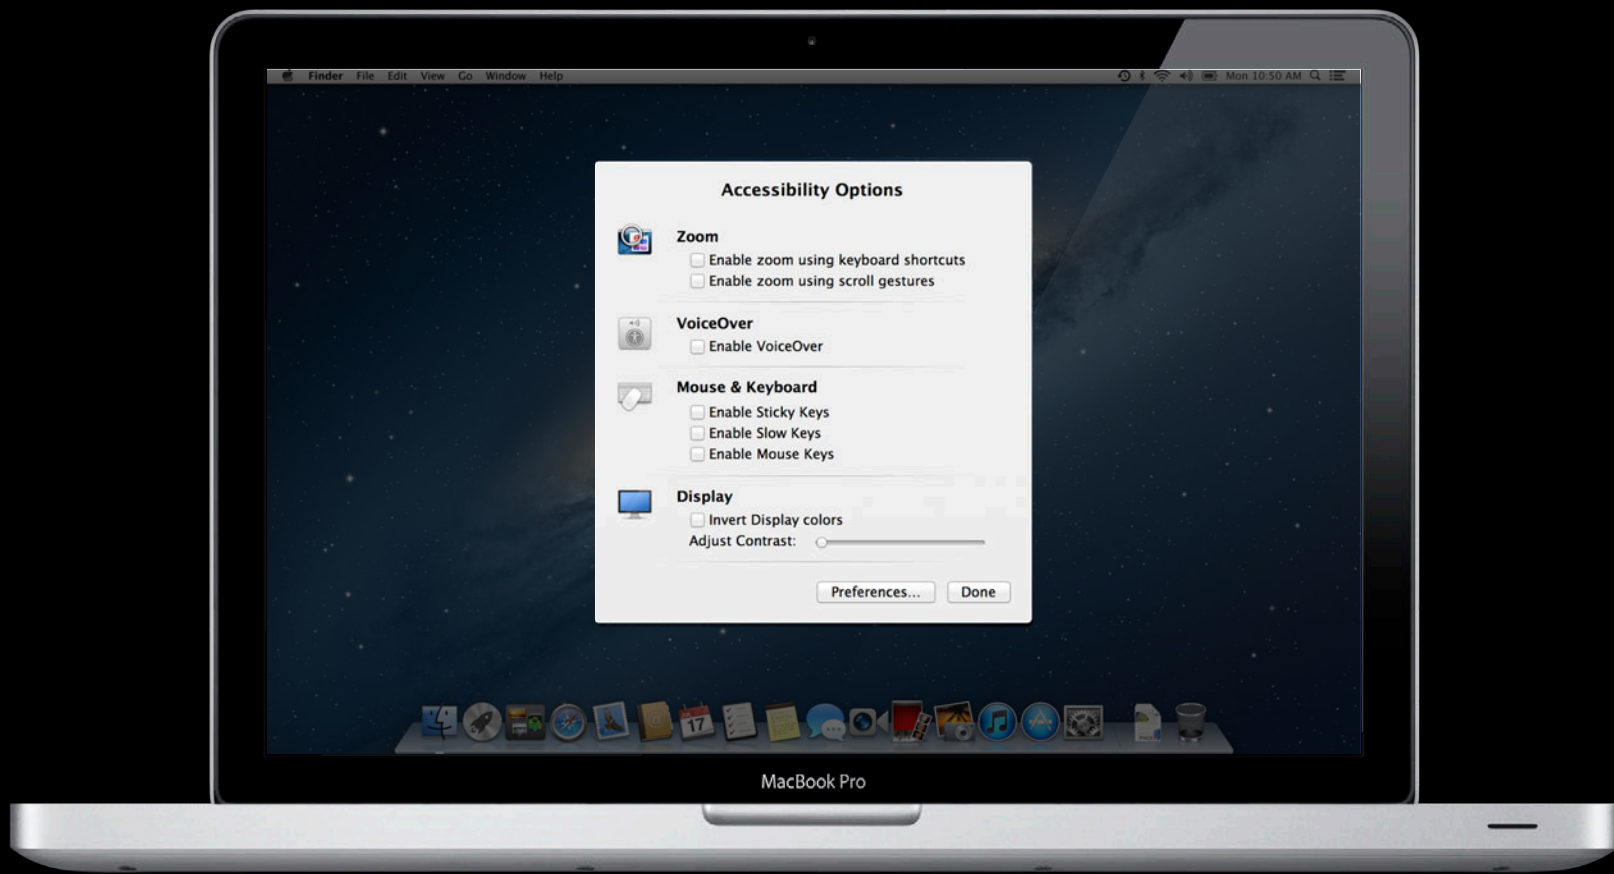 Finder File Edit View Go Window Help Mon 10:50 AM
Accessibility Options
Zoom
Enable zoom using keyboard shortcuts
Enable zoom using scroll gestures
VoiceOver
Enable VoiceOver
Mouse & Keyboard
Enable Sticky Keys
Enable Slow Keys
Enable Mouse Keys
Display
Invert Display colors
Adjust Contrast:
Preferences... Done
17
MacBook Pro